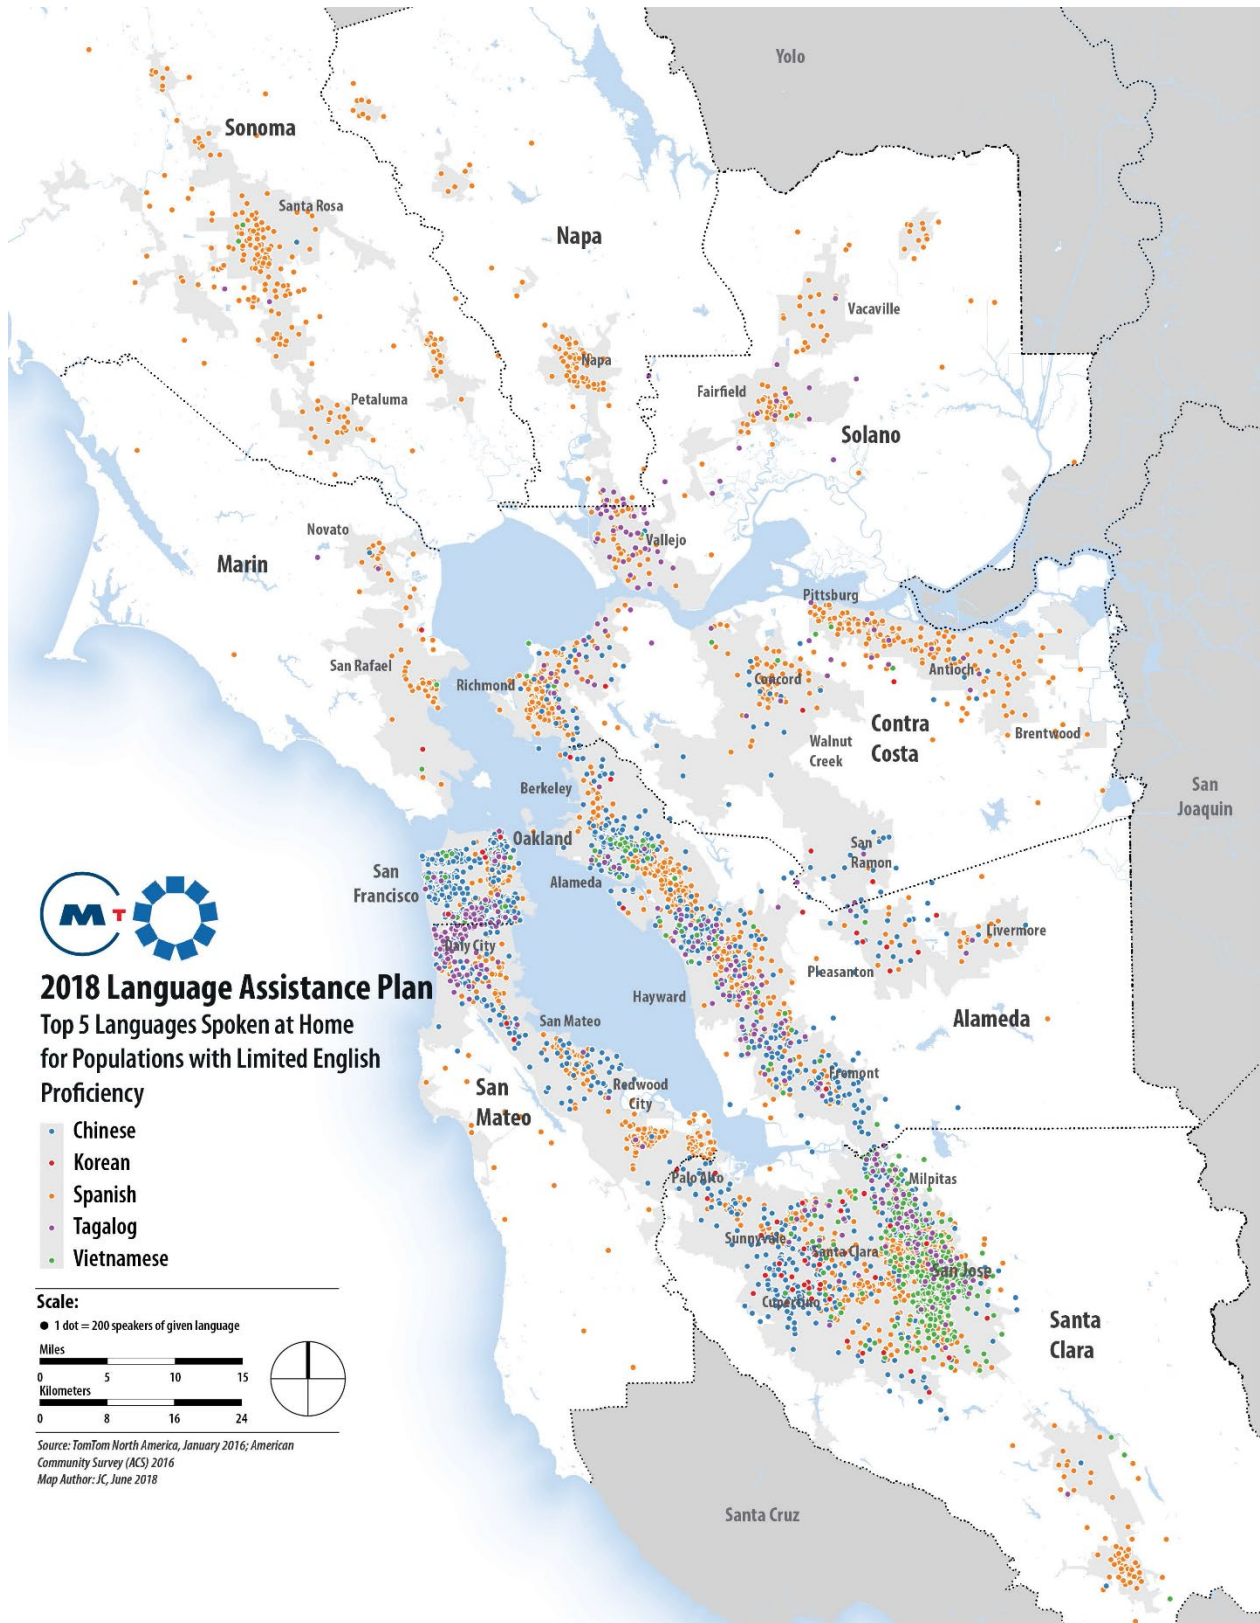 Yolo
Sonoma
Santa Rosa
Napa
Vacaville
Napa
Fairfield
Petaluma
Solano
Novato
Vallejo
Marin
Pittsburg
San Rafael
Richmond
Concord
Antioch
Contra
Costa
Walnut
Creek
Brentwood
Berkeley
San
Joaquin
Oakland
San
Ramon
San
Francisco
Alameda
Livermore
Daly City
Pleasanton
Hayward
Alameda
San Mateo
Fremont
Redwood
City
San
Mateo
Palo Alto
Milpitas
Sunnyvale
Santa Clara
San Jose
Cupertino
Santa
Clara
Santa Cruz
M T
2018 Language Assistance Plan
Top 5 Languages Spoken at Home
for Populations with Limited English
Proficiency
Chinese
Korean
Spanish
Tagalog
Vietnamese
Scale:
1 dot = 200 speakers of given language
Miles
0 5 10 15
Kilometers
0 8 16 24
Source: TomTom North America, January 2016; American
Community Survey (ACS) 2016
Map Author: JC, June 2018